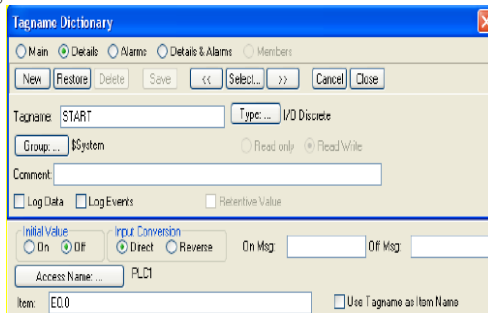 Tagname Dictionary
Main Details Alarms Details & Alarms Members
New Restore Delete Save << Select... >> Cancel Close
Tagname: START Type: ... I/O Discrete
Group: ... $System Read only Read Write
Comment:
Log Data Log Events Retentive Value
Initial Value Input Conversion
On Off Direct Reverse On Msg: Off Msg:
Access Name: ... PLC1
Item: E0.0 Use Tagname as Item Name